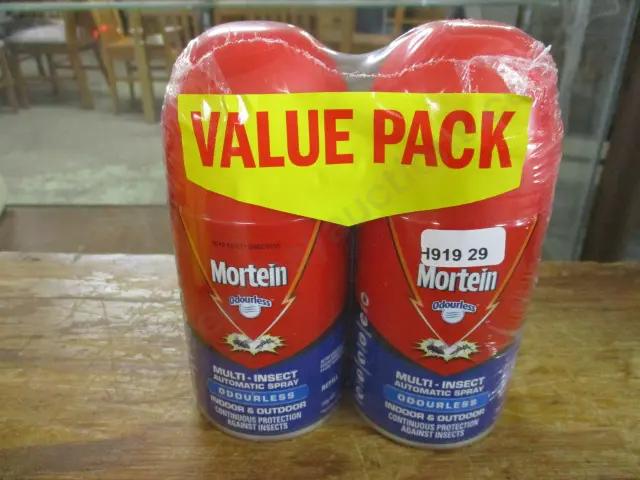 VALUE PACK
H919 29
Mortein
Odourless
MULTI - INSECT
AUTOMATIC SPRAY
ODOURLESS
INDOOR & OUTDOOR
CONTINUOUS PROTECTION
AGAINST INSECTS
REFILL
Mortein
Odourless
MULTI - INSECT
AUTOMATIC SPRAY
ODOURLESS
INDOOR & OUTDOOR
CONTINUOUS PROTECTION
AGAINST INSECTS